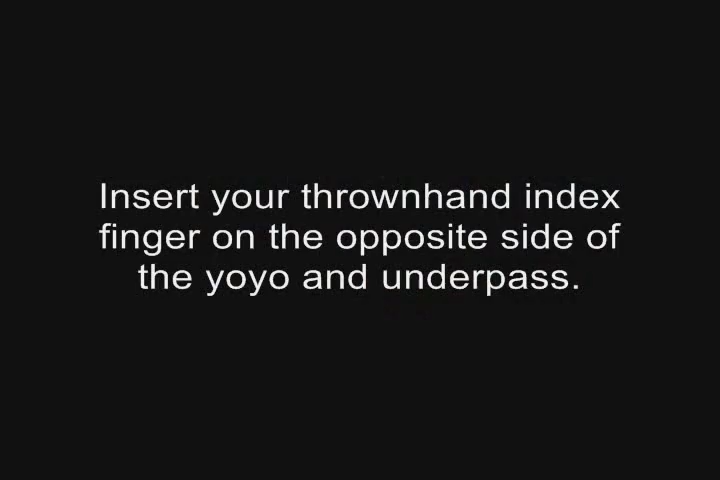 Insert your thrownhand index
finger on the opposite side of
the yoyo and underpass.